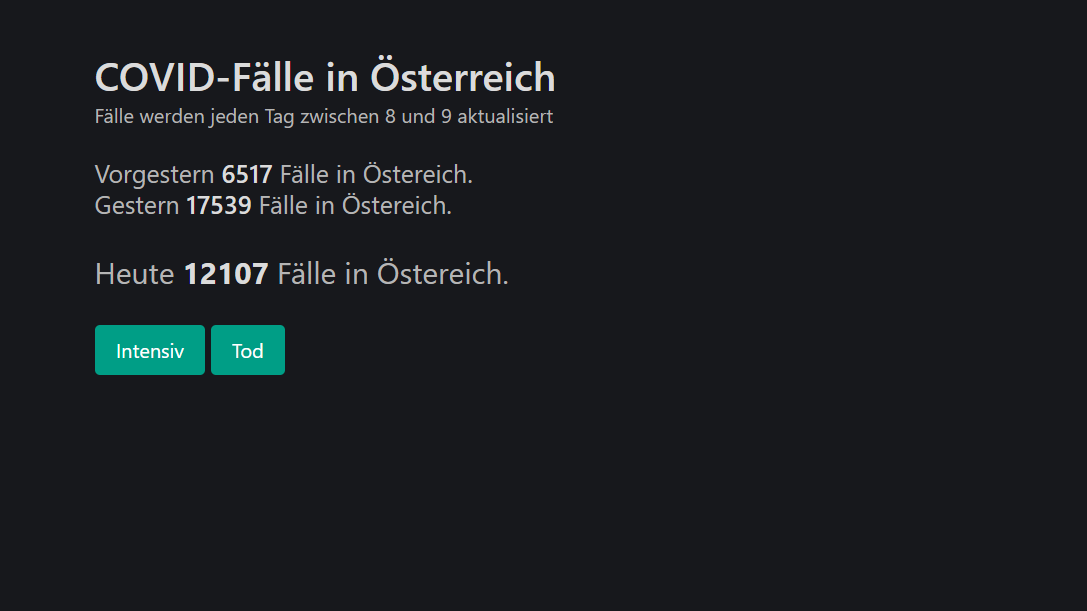 COVID-Fälle in Österreich
Fälle werden jeden Tag zwischen 8 und 9 aktualisiert
Vorgestern 6517 Fälle in Östereich.
Gestern 17539 Fälle in Östereich.
Heute 12107 Fälle in Östereich.
Intensiv Tod